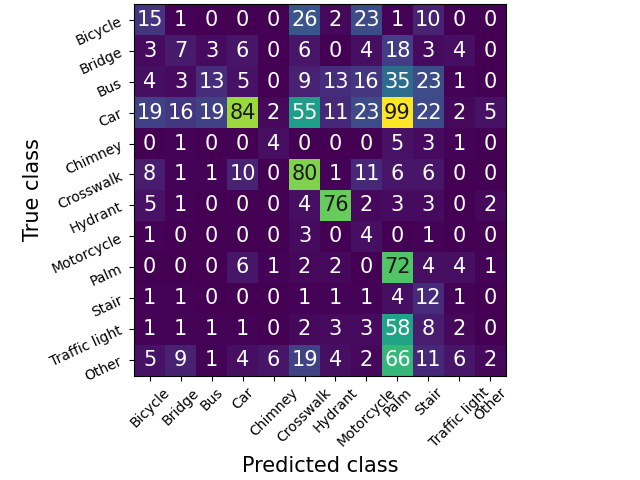 Bicycle 15 1 0 0 0 26 2 23 1 10 0 0
Bridge 3 7 3 6 0 6 0 4 18 3 4 0
Bus 4 3 13 5 0 9 13 16 35 23 1 0
Car 19 16 19 84 2 55 11 23 99 22 2 5
Chimney 0 1 0 0 4 0 0 0 5 3 1 0
Crosswalk 8 1 1 10 0 80 1 11 6 6 0 0
Hydrant 5 1 0 0 0 4 76 2 3 3 0 2
Motorcycle 1 0 0 0 0 3 0 4 0 1 0 0
Palm 0 0 0 6 1 2 2 0 72 4 4 1
Stair 1 1 0 0 0 1 1 1 4 12 1 0
Traffic light 1 1 1 1 0 2 3 3 58 8 2 0
Other 5 9 1 4 6 19 4 2 66 11 6 2
True class
Bicycle Bridge Bus Car Chimney Crosswalk Hydrant Motorcycle Palm Stair Traffic light Other
Predicted class